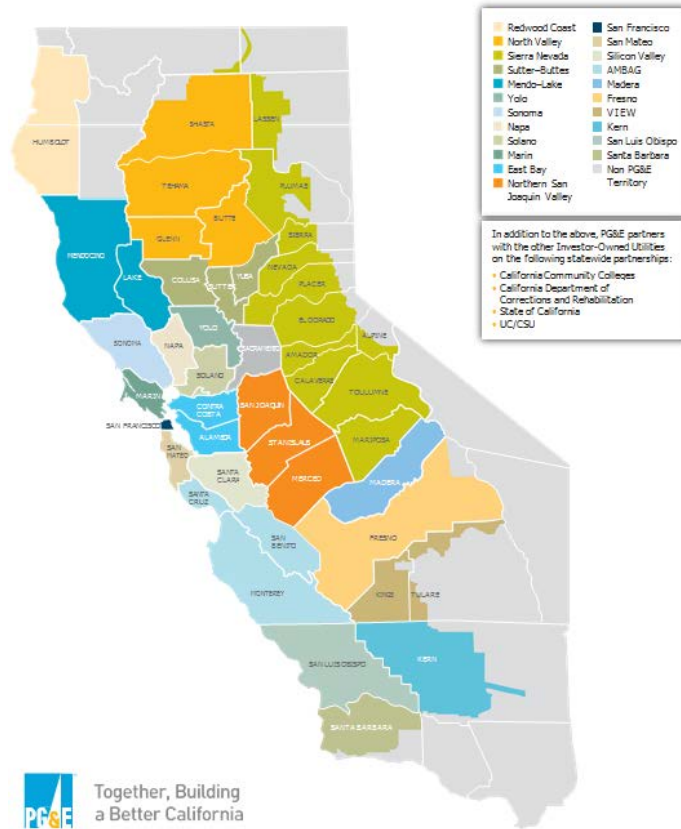 Redwood Coast
North Valley
Sierra Nevada
Sutter–Buttes
Mendo–Lake
Yolo
Sonoma
Napa
Solano
Marin
East Bay
Northern San
Joaquin Valley
San Francisco
San Mateo
Silicon Valley
AMBAG
Madera
Fresno
VIEW
Kern
San Luis Obispo
Santa Barbara
Non PG&E
Territory
In addition to the above, PG&E partners
with the other Investor-Owned Utilities
on the following statewide partnerships:
• California Community Colleges
• California Department of
Corrections and Rehabilitation
• State of California
• UC/CSU
HUMBOLDT
SHASTA
LASSEN
TEHAMA
PLUMAS
GLENN
BUTTE
SIERRA
MENDOCINO
LAKE
COLUSA
SUTTER
YUBA
NEVADA
PLACER
EL DORADO
ALPINE
SONOMA
NAPA
YOLO
SOLANO
SACRAMENTO
AMADOR
CALAVERAS
TOULUMNE
MARIN
CONTRA
COSTA
SAN JOAQUIN
SAN FRANCISCO
ALAMEDA
STANISLAUS
MARIPOSA
SAN
MATEO
SANTA
CLARA
MERCED
MADERA
SANTA
CRUZ
SAN
BENITO
FRESNO
MONTEREY
KINGS
TULARE
SAN LUIS OBISPO
KERN
SANTA BARBARA
PG&E
Together, Building
a Better California